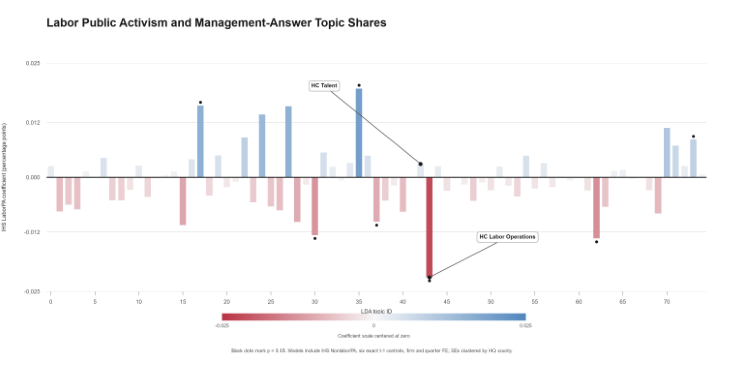 Labor Public Activism and Management-Answer Topic Shares
IHS LaborPA coefficient (percentage points)
0.025
0.012
0.000
-0.012
-0.025
HC Talent
HC Labor Operations
0 5 10 15 20 25 30 35 40 45 50 55 60 65 70
LDA topic ID
-0.025 0 0.025
Coefficient scale centered at zero
Black dots mark p < 0.05. Models include IHS NonlaborPA, six exact t-1 controls, firm and quarter FE; SEs clustered by HQ county.